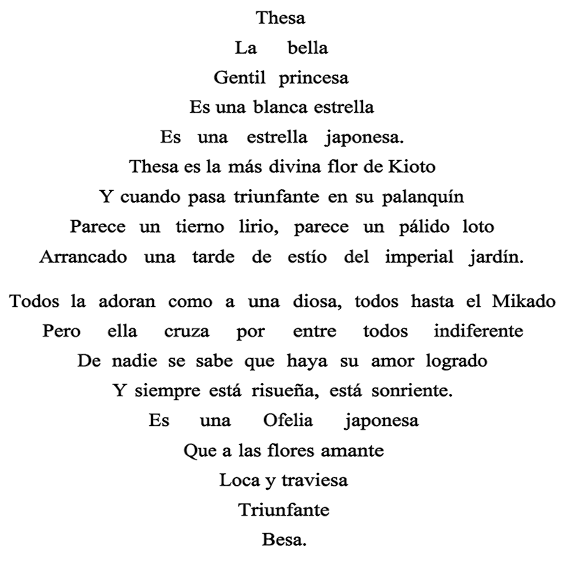 Thesa
La bella
Gentil princesa
Es una blanca estrella
Es una estrella japonesa.
Thesa es la más divina flor de Kioto
Y cuando pasa triunfante en su palanquín
Parece un tierno lirio, parece un pálido loto
Arrancado una tarde de estío del imperial jardín.
Todos la adoran como a una diosa, todos hasta el Mikado
Pero ella cruza por entre todos indiferente
De nadie se sabe que haya su amor logrado
Y siempre está risueña, está sonriente.
Es una Ofelia japonesa
Que a las flores amante
Loca y traviesa
Triunfante
Besa.